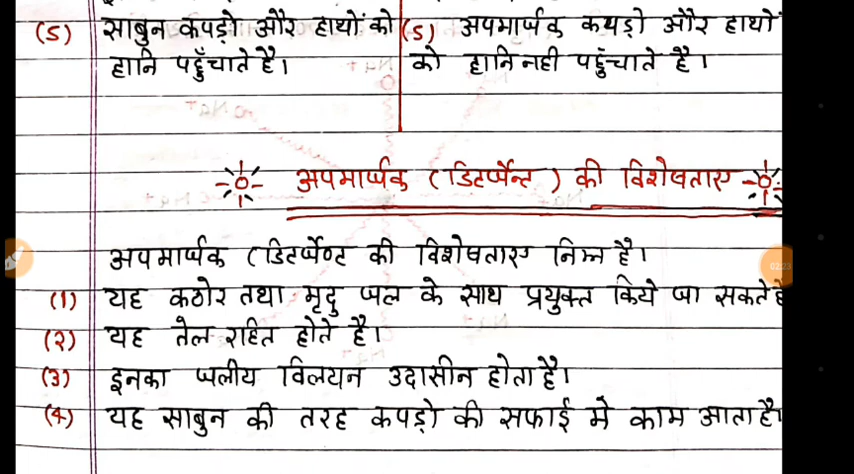 (5) साबुन कपड़ो और हाथों को (5) अपमार्जक कपड़ो और हाथों
हानि पहुँचाते है। को हानि नही पहुँचाते है।
अपमार्जक (डिटर्जेन्ट) की विशेषताए
अपमार्जक (डिटर्जेण्ट की विशेषताए निम्न है।
(1) यह कठोर तथा मृदु जल के साथ प्रयुक्त किये जा सकते है
(2) यह तेल रहित होते है।
(3) इनका जलीय विलयन उदासीन होता है।
(4) यह साबुन की तरह कपड़ो की सफाई मे काम आता है।
02:23